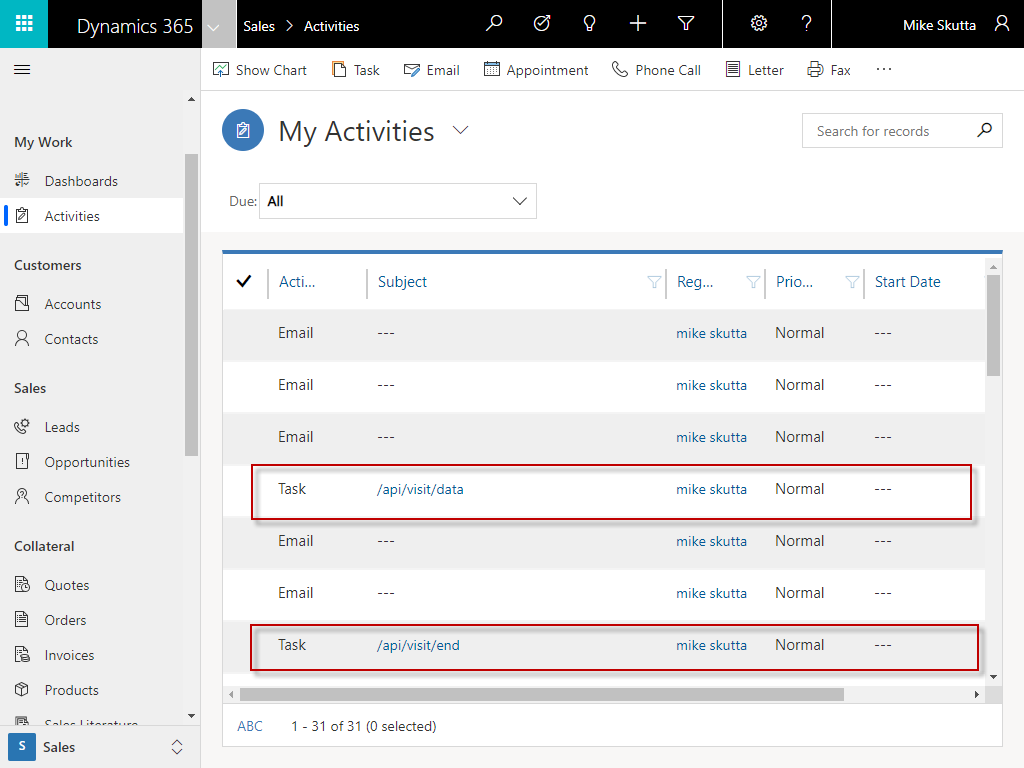 Dynamics 365 Sales > Activities Mike Skutta
Show Chart Task Email Appointment Phone Call Letter Fax ...
My Work
Dashboards
Activities
Customers
Accounts
Contacts
Sales
Leads
Opportunities
Competitors
Collateral
Quotes
Orders
Invoices
Products
Sales Literature
S Sales
My Activities
Search for records
Due: All
Acti... Subject Reg... Prio... Start Date
Email --- mike skutta Normal ---
Email --- mike skutta Normal ---
Email --- mike skutta Normal ---
Task /api/visit/data mike skutta Normal ---
Email --- mike skutta Normal ---
Email --- mike skutta Normal ---
Task /api/visit/end mike skutta Normal ---
ABC 1 - 31 of 31 (0 selected)